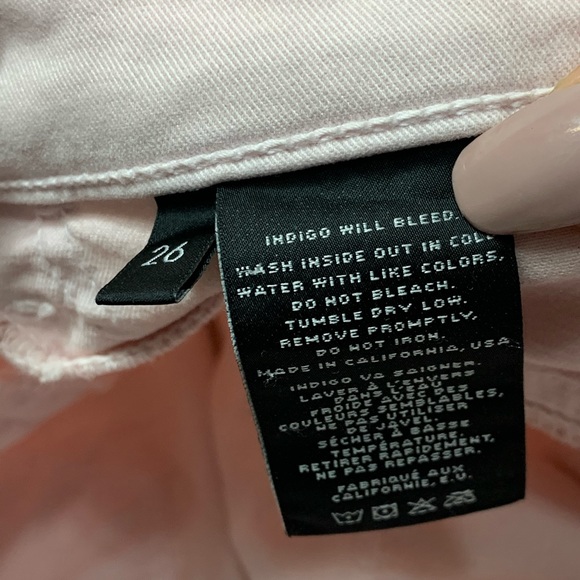 26
INDIGO WILL BLEED.
WASH INSIDE OUT IN COLD
WATER WITH LIKE COLORS.
DO NOT BLEACH.
TUMBLE DRY LOW.
REMOVE PROMPTLY.
DO NOT IRON.
MADE IN CALIFORNIA, USA
INDIGO VA SAIGNER.
LAVER À L'ENVERS
DANS L'EAU
FROIDE AVEC DES
COULEURS SEMBLABLES.
NE PAS UTILISER
DE JAVEL.
SÉCHER À BASSE
TEMPÉRATURE.
RETIRER RAPIDEMENT.
NE PAS REPASSER.
FABRIQUÉ AUX
CALIFORNIE, E.U.